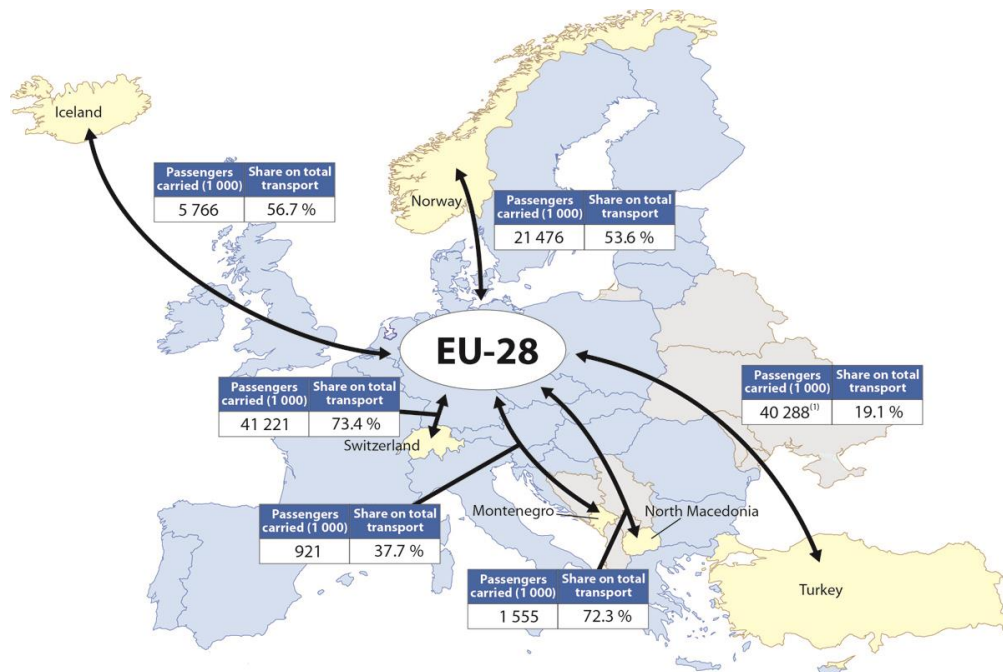 Iceland
Passengers carried (1 000) Share on total transport
5 766 56.7 %
Norway
Passengers carried (1 000) Share on total transport
21 476 53.6 %
EU-28
Passengers carried (1 000) Share on total transport
40 288(1) 19.1 %
Passengers carried (1 000) Share on total transport
41 221 73.4 %
Switzerland
Passengers carried (1 000) Share on total transport
921 37.7 %
Montenegro
North Macedonia
Passengers carried (1 000) Share on total transport
1 555 72.3 %
Turkey